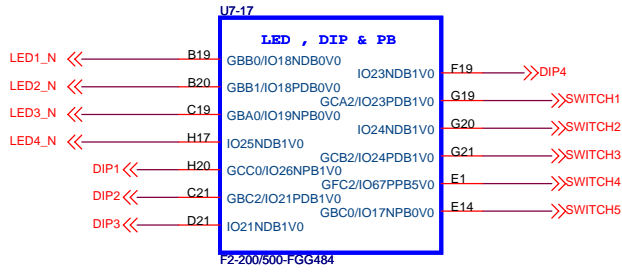 U7-17
LED , DIP & PB
LED1_N B19 GBB0/IO18NDB0V0
LED2_N B20 GBB1/IO18PDB0V0
LED3_N C19 GBA0/IO19NPB0V0
LED4_N H17 IO25NDB1V0
DIP1 H20 GCC0/IO26NPB1V0
DIP2 C21 GBC2/IO21PDB1V0
DIP3 D21 IO21NDB1V0
IO23NDB1V0 F19 DIP4
GCA2/IO23PDB1V0 G19 SWITCH1
IO24NDB1V0 G20 SWITCH2
GCB2/IO24PDB1V0 G21 SWITCH3
GFC2/IO67PPB5V0 E1 SWITCH4
GBC0/IO17NPB0V0 E14 SWITCH5
F2-200/500-FGG484